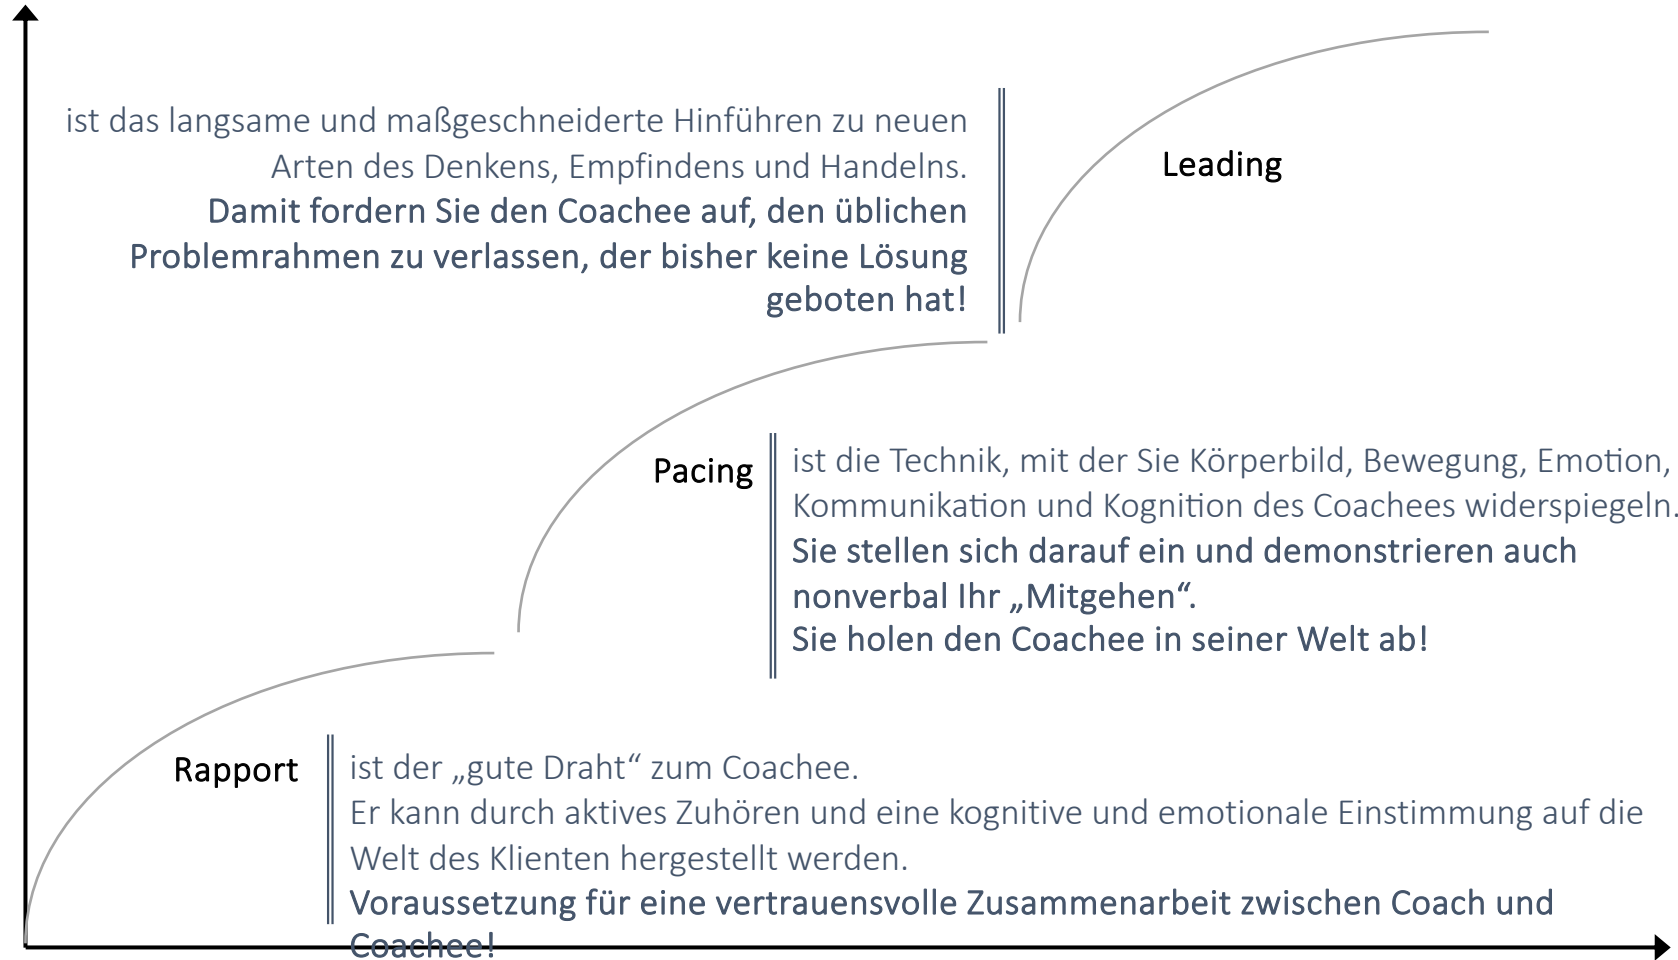 ist das langsame und maßgeschneiderte Hinführen zu neuen
Arten des Denkens, Empfindens und Handelns.
Damit fordern Sie den Coachee auf, den üblichen
Problemrahmen zu verlassen, der bisher keine Lösung
geboten hat!
Leading
Pacing
ist die Technik, mit der Sie Körperbild, Bewegung, Emotion,
Kommunikation und Kognition des Coachees widerspiegeln.
Sie stellen sich darauf ein und demonstrieren auch
nonverbal Ihr „Mitgehen“.
Sie holen den Coachee in seiner Welt ab!
Rapport
ist der „gute Draht“ zum Coachee.
Er kann durch aktives Zuhören und eine kognitive und emotionale Einstimmung auf die
Welt des Klienten hergestellt werden.
Voraussetzung für eine vertrauensvolle Zusammenarbeit zwischen Coach und
Coachee!